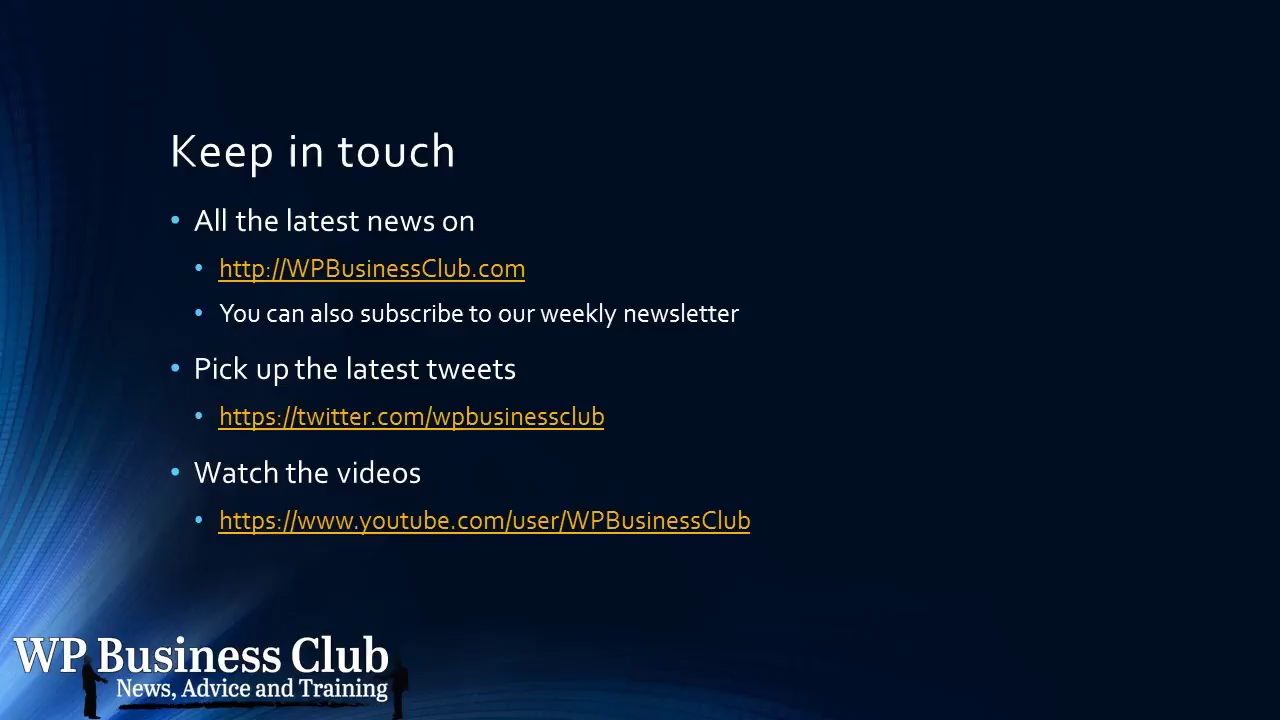 Keep in touch
• All the latest news on
• http://WPBusinessClub.com
• You can also subscribe to our weekly newsletter
• Pick up the latest tweets
• https://twitter.com/wpbusinessclub
• Watch the videos
• https://www.youtube.com/user/WPBusinessClub
WP Business Club
News, Advice and Training